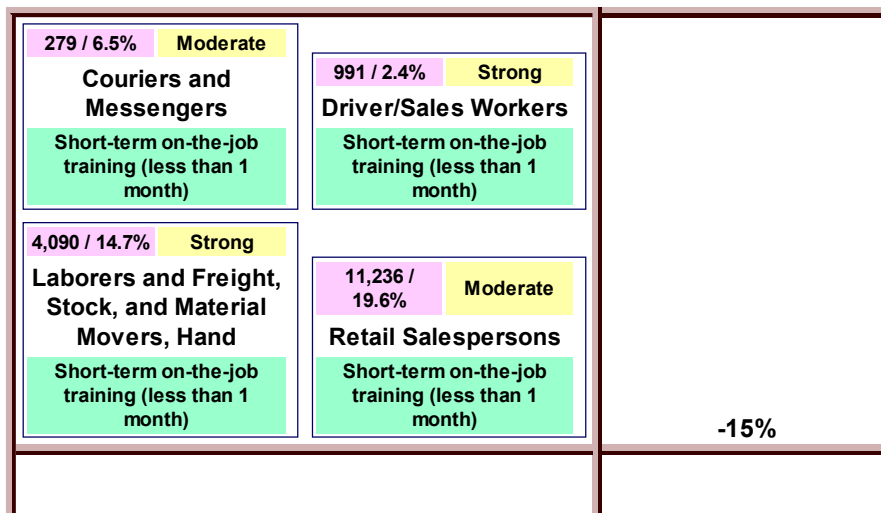 279 / 6.5%
Moderate
Couriers and
Messengers
Short-term on-the-job
training (less than 1
month)
991 / 2.4%
Strong
Driver/Sales Workers
Short-term on-the-job
training (less than 1
month)
4,090 / 14.7%
Strong
Laborers and Freight,
Stock, and Material
Movers, Hand
Short-term on-the-job
training (less than 1
month)
11,236 /
19.6%
Moderate
Retail Salespersons
Short-term on-the-job
training (less than 1
month)
-15%